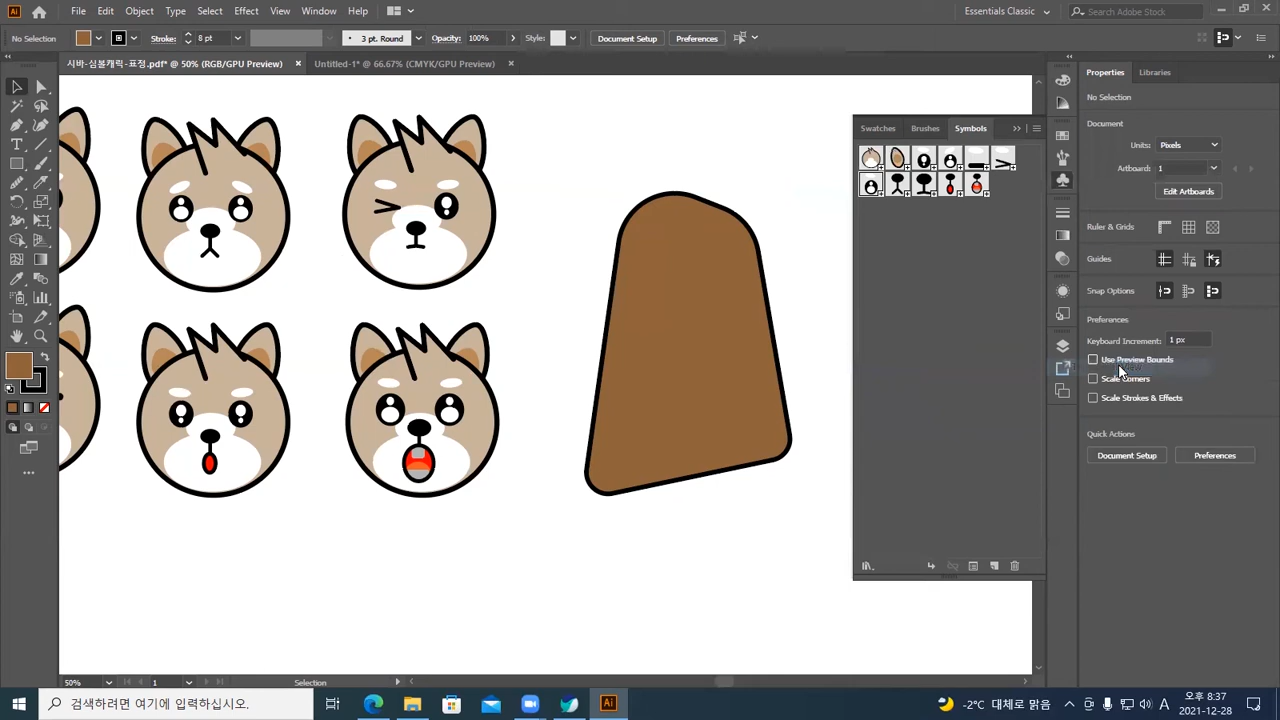 Ai File Edit Object Type Select Effect View Window Help Essentials Classic Search Adobe Stock
No Selection Stroke: 8 pt 3 pt. Round Opacity: 100% Style: Document Setup Preferences
시바-심볼캐릭-표정.pdf* @ 50% (RGB/GPU Preview) × Untitled-1* @ 66.67% (CMYK/GPU Preview) ×
Properties Libraries
No Selection
Document
Swatches Brushes Symbols
Units: Pixels
Artboard: 1
Edit Artboards
Ruler & Grids
Guides
Snap Options
Preferences
Keyboard Increment: 1 px
Use Preview Bounds
Scale Corners
Scale Strokes & Effects
Quick Actions
Document Setup Preferences
50% 1 Selection
검색하려면 여기에 입력하십시오. Ai -2°C 대체로 맑음 A 오후 8:37
2021-12-28